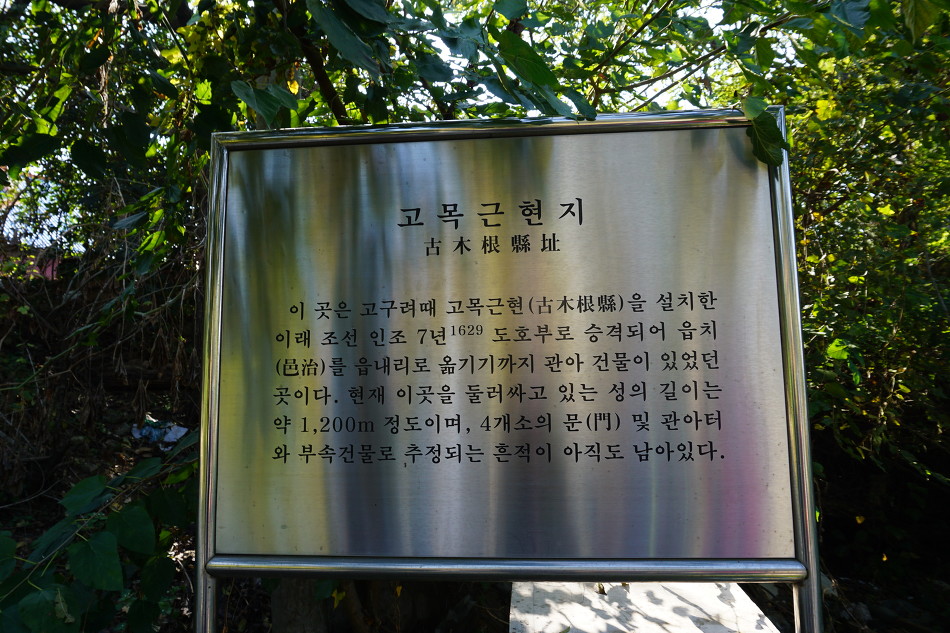 고목근현지
古木根縣址
이 곳은 고구려때 고목근현(古木根縣)을 설치한
이래 조선 인조 7년1629 도호부로 승격되어 읍치
(邑治)를 읍내리로 옮기기까지 관아 건물이 있었던
곳이다. 현재 이곳을 둘러싸고 있는 성의 길이는
약 1,200m 정도이며, 4개소의 문(門) 및 관아터
와 부속건물로 추정되는 흔적이 아직도 남아있다.